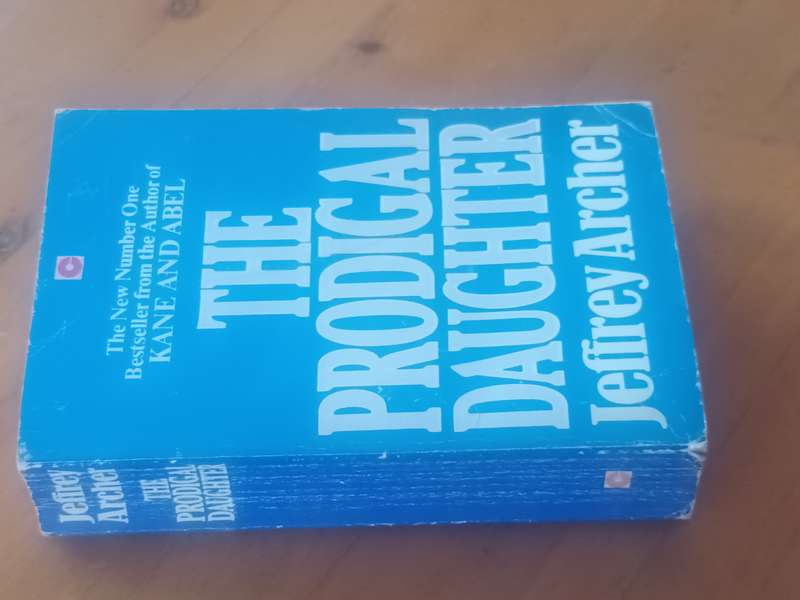 The New Number One
Bestseller from the Author of
KANE AND ABEL
THE
PRODIGAL
DAUGHTER
Jeffrey Archer
Jeffrey
Archer
THE
PRODIGAL
DAUGHTER